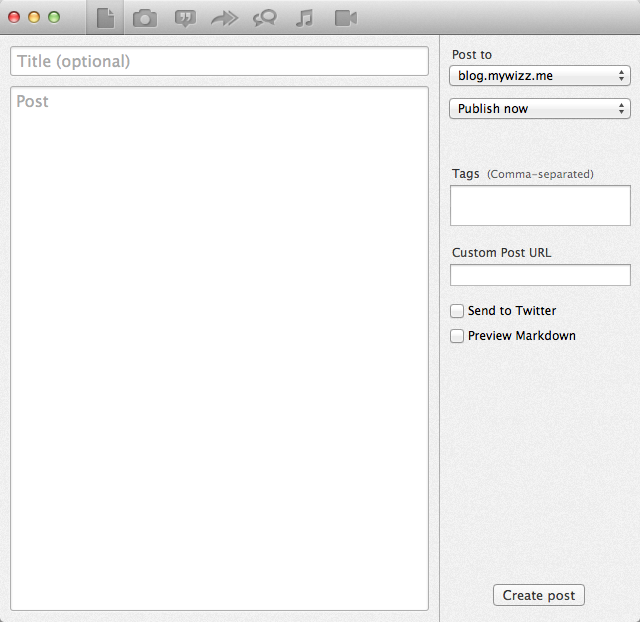 Title (optional)
Post
Post to
blog.mywizz.me
Publish now
Tags (Comma-separated)
Custom Post URL
Send to Twitter
Preview Markdown
Create post